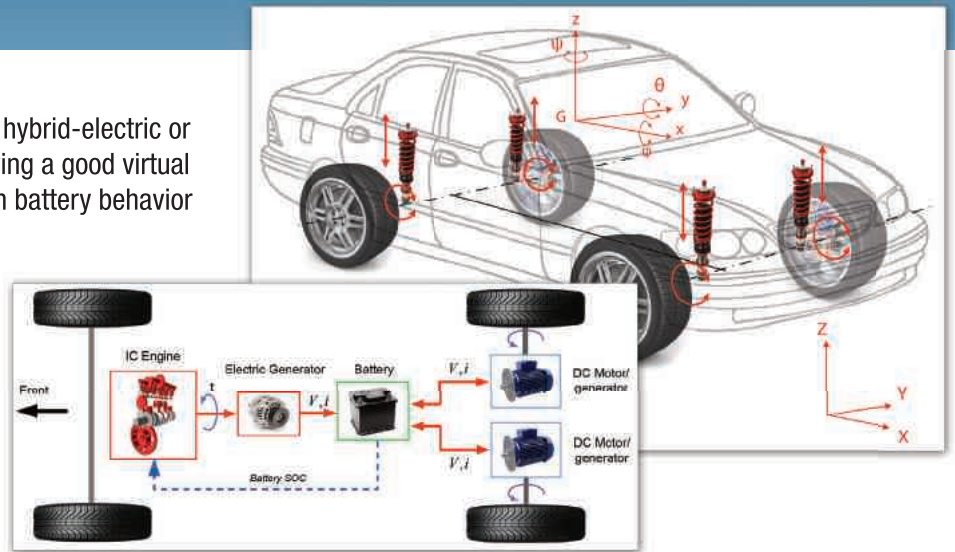 hybrid-electric or
ing a good virtual
n battery behavior
z
ψ
θ
y
G
x
φ
Z
Y
X
IC Engine
Electric Generator
Battery
V,i
DC Motor/
generator
Front
t
V,i
DC Motor/
generator
V,i
Battery SOC